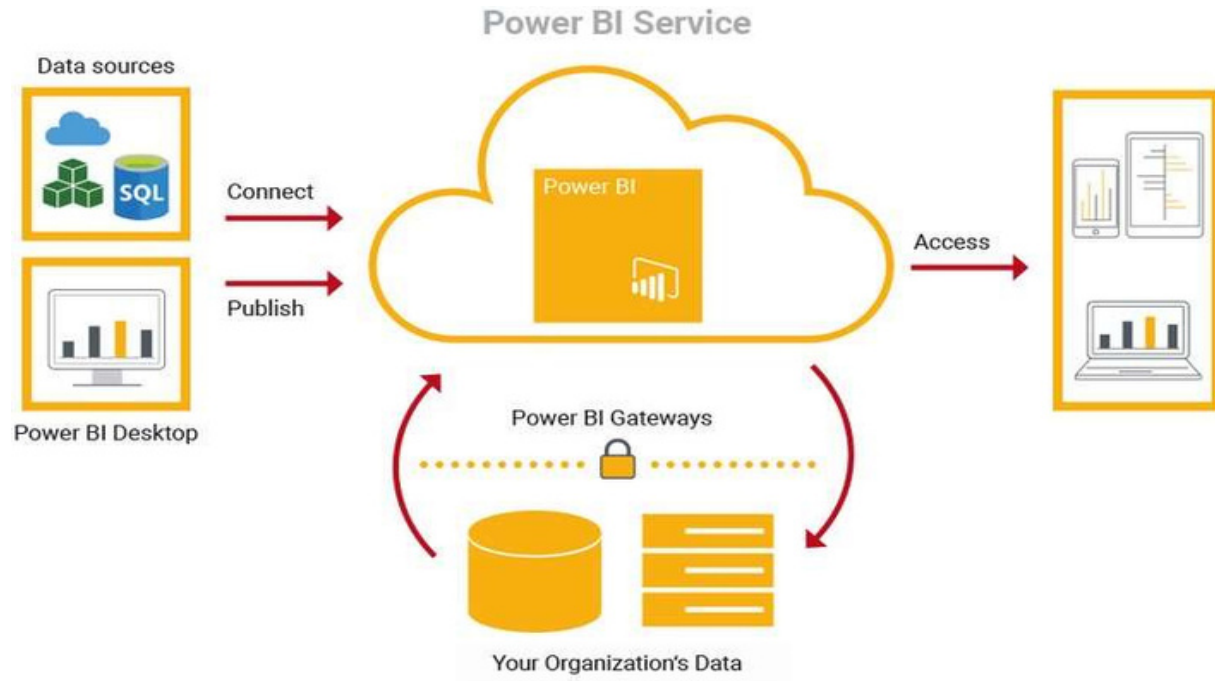 Power BI Service
Data sources
SQL
Connect
Publish
Power BI Desktop
Power BI
Access
Power BI Gateways
Your Organization‘s Data